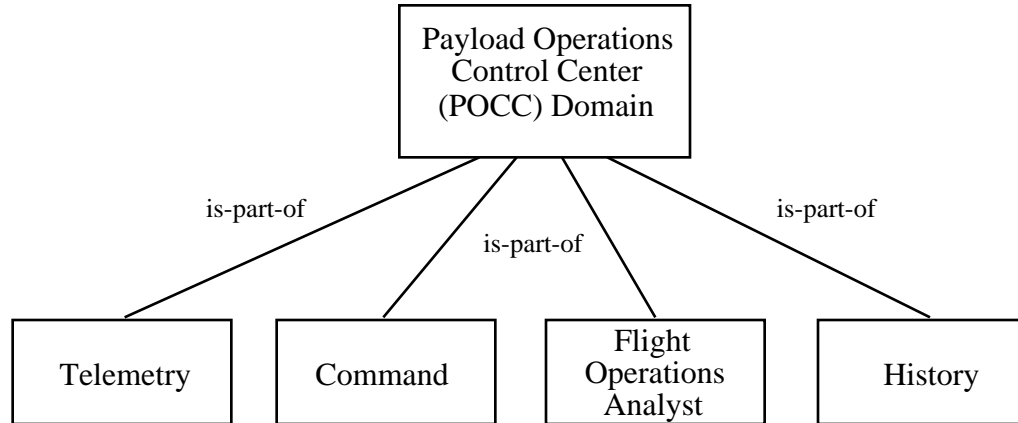 Payload Operations
Control Center
(POCC) Domain
is-part-of
is-part-of
is-part-of
Telemetry
Command
Flight
Operations
Analyst
History